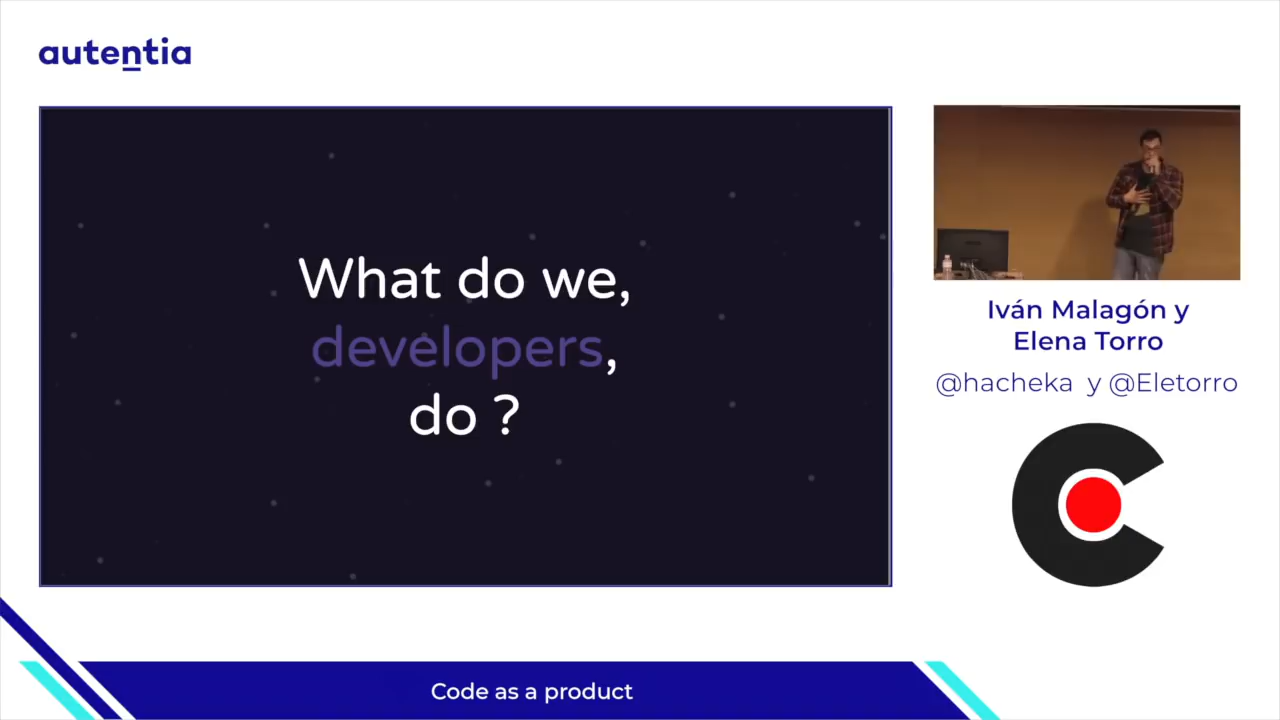 autentia
What do we,
developers,
do ?
Iván Malagón y
Elena Torro
@hacheka y @Eletorro
Code as a product